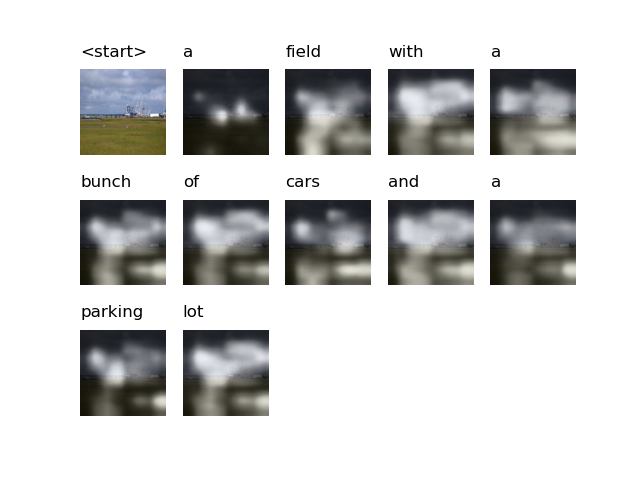 <start> a field with a
bunch of cars and a
parking lot